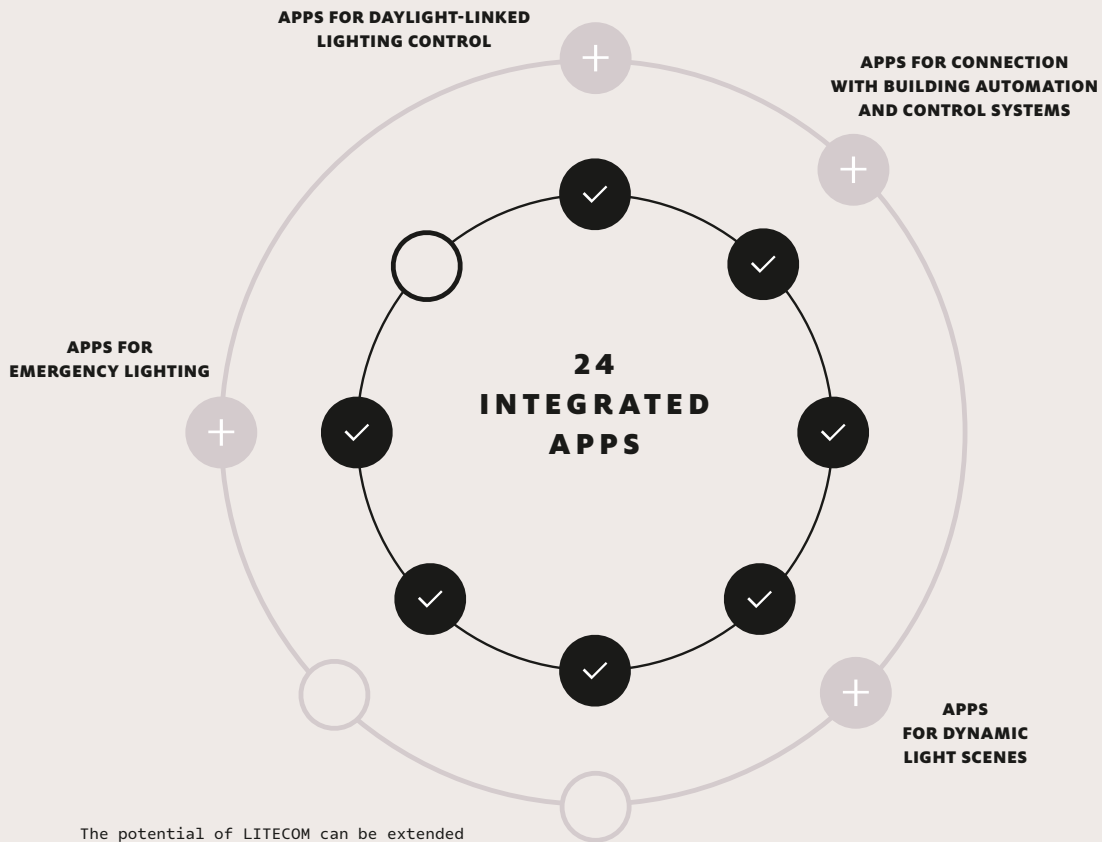 APPS FOR DAYLIGHT-LINKED
LIGHTING CONTROL
APPS FOR CONNECTION
WITH BUILDING AUTOMATION
AND CONTROL SYSTEMS
APPS FOR
EMERGENCY LIGHTING
24
INTEGRATED
APPS
APPS
FOR DYNAMIC
LIGHT SCENES
The potential of LITECOM can be extended